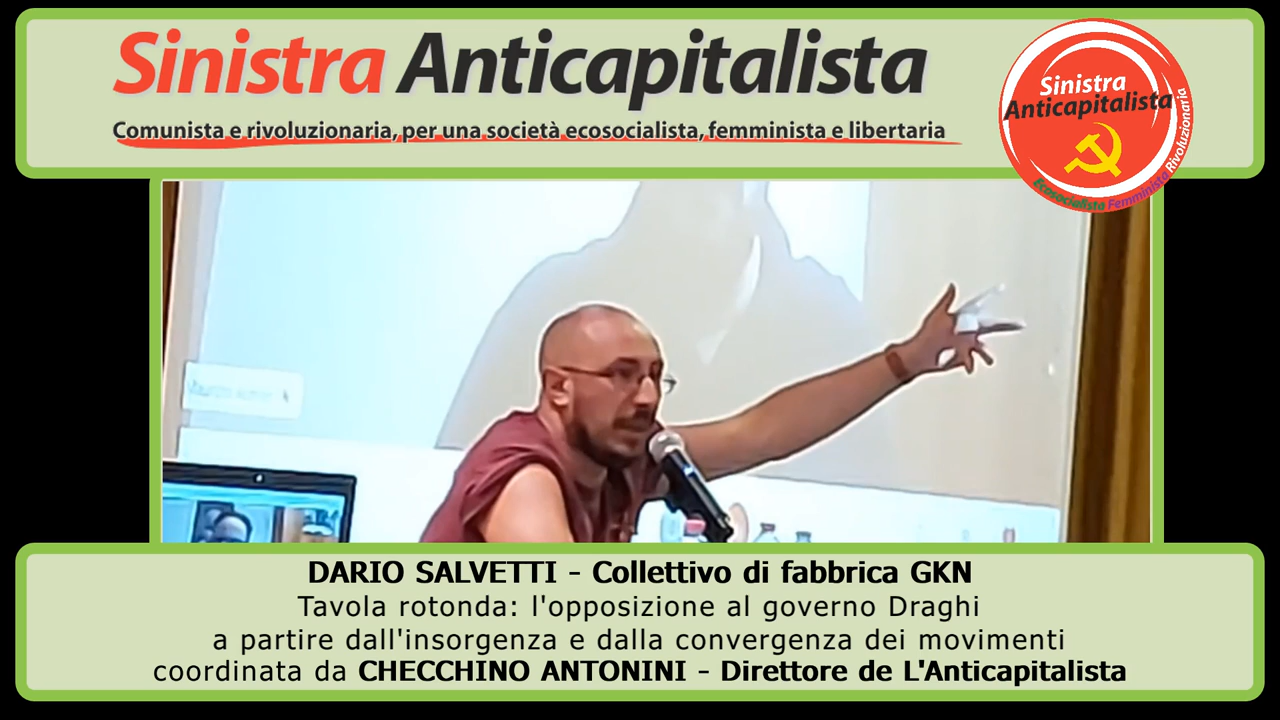 Sinistra Anticapitalista
Comunista e rivoluzionaria, per una società ecosocialista, femminista e libertaria
Sinistra
Anticapitalista
Ecosocialista Femminista Rivoluzionaria
DARIO SALVETTI - Collettivo di fabbrica GKN
Tavola rotonda: l'opposizione al governo Draghi
a partire dall'insorgenza e dalla convergenza dei movimenti
coordinata da CHECCHINO ANTONINI - Direttore de L'Anticapitalista